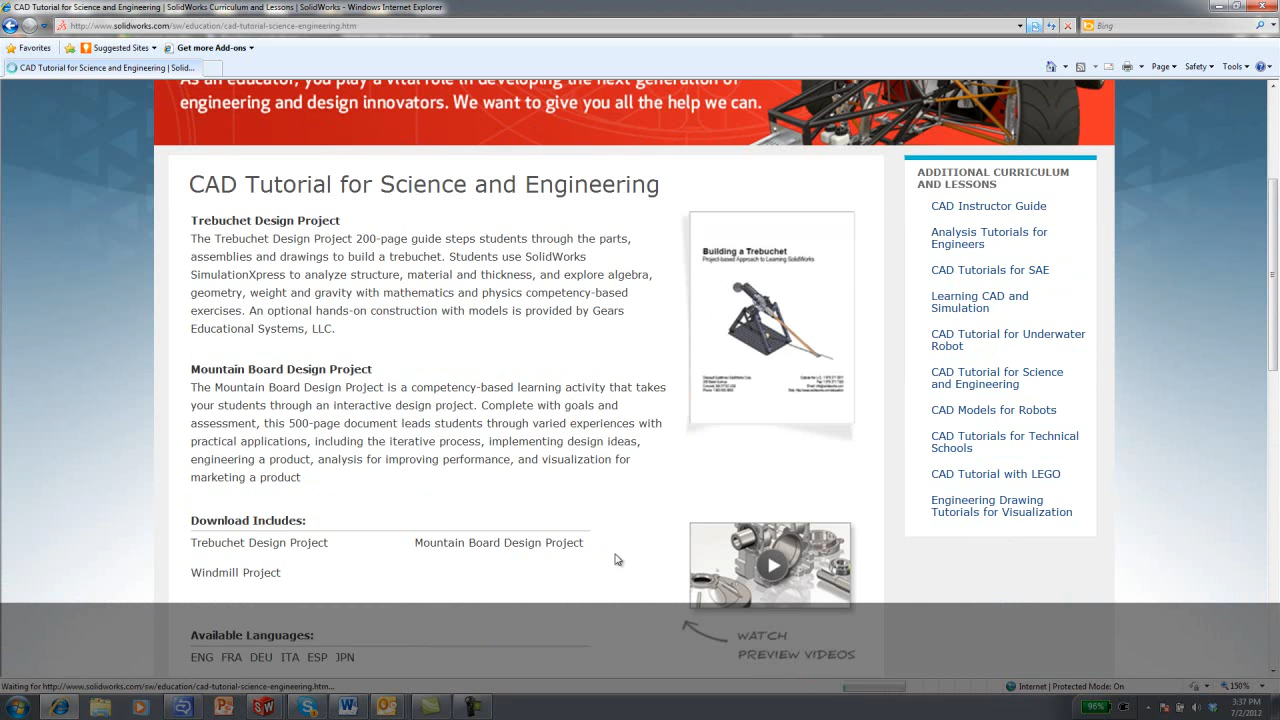 CAD Tutorial for Science and Engineering | SolidWorks Curriculum and Lessons | SolidWorks - Windows Internet Explorer
http://www.solidworks.com/sw/education/cad-tutorial-science-engineering.htm
Bing
Favorites
Suggested Sites
Get more Add-ons
CAD Tutorial for Science and Engineering | Solid...
Page
Safety
Tools
As an educator, you play a vital role in developing the next generation of
engineering and design innovators. We want to give you all the help we can.
CAD Tutorial for Science and Engineering
Trebuchet Design Project
The Trebuchet Design Project 200-page guide steps students through the parts,
assemblies and drawings to build a trebuchet. Students use SolidWorks
SimulationXpress to analyze structure, material and thickness, and explore algebra,
geometry, weight and gravity with mathematics and physics competency-based
exercises. An optional hands-on construction with models is provided by Gears
Educational Systems, LLC.
Building a Trebuchet
Project-based Approach to Learning SolidWorks
Mountain Board Design Project
The Mountain Board Design Project is a competency-based learning activity that takes
your students through an interactive design project. Complete with goals and
assessment, this 500-page document leads students through varied experiences with
practical applications, including the iterative process, implementing design ideas,
engineering a product, analysis for improving performance, and visualization for
marketing a product
Download Includes:
Trebuchet Design Project
Mountain Board Design Project
Windmill Project
Available Languages:
ENG FRA DEU ITA ESP JPN
WATCH
PREVIEW VIDEOS
ADDITIONAL CURRICULUM
AND LESSONS
CAD Instructor Guide
Analysis Tutorials for
Engineers
CAD Tutorials for SAE
Learning CAD and
Simulation
CAD Tutorial for Underwater
Robot
CAD Tutorial for Science
and Engineering
CAD Models for Robots
CAD Tutorials for Technical
Schools
CAD Tutorial with LEGO
Engineering Drawing
Tutorials for Visualization
Waiting for http://www.solidworks.com/sw/education/cad-tutorial-science-engineering.htm...
Internet | Protected Mode: On
150%
96%
3:37 PM
7/2/2012